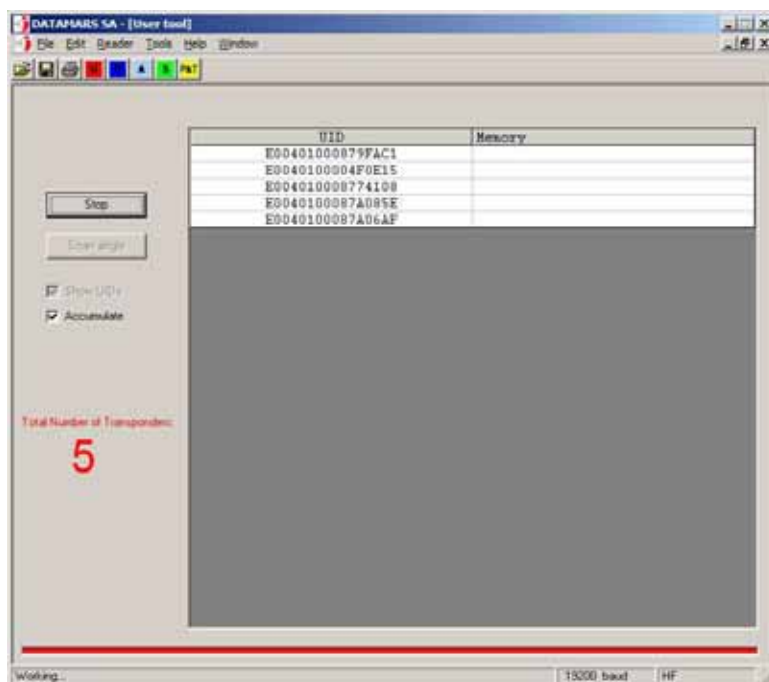 DATAMARS SA - [User tool]
File Edit Reader Tools Help Window
P&T
UID Memory
E00401000879FAC1
E004010004F0E15
E004010008774108
E0040100087A085E
E0040100087A06AF
Stop
Show UIDs
Accumulate
Total Number of Transponders:
5
Working...
19200 baud HF